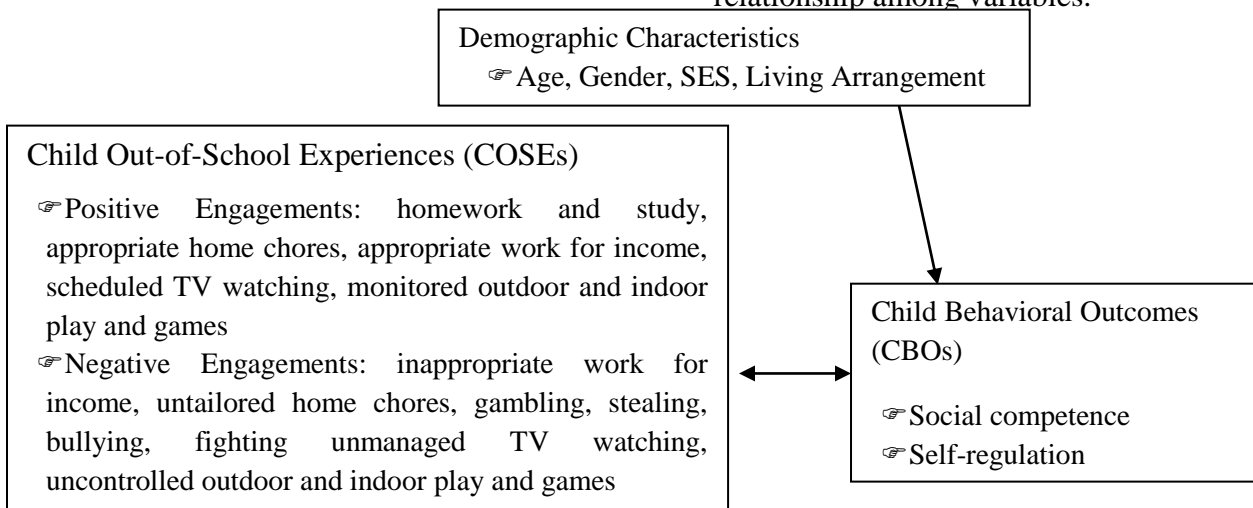 relationship among variables.
Demographic Characteristics
☞Age, Gender, SES, Living Arrangement
Child Out-of-School Experiences (COSEs)
☞Positive Engagements: homework and study,
appropriate home chores, appropriate work for income,
scheduled TV watching, monitored outdoor and indoor
play and games
☞Negative Engagements: inappropriate work for
income, untailored home chores, gambling, stealing,
bullying, fighting unmanaged TV watching,
uncontrolled outdoor and indoor play and games
Child Behavioral Outcomes
(CBOs)
☞Social competence
☞Self-regulation